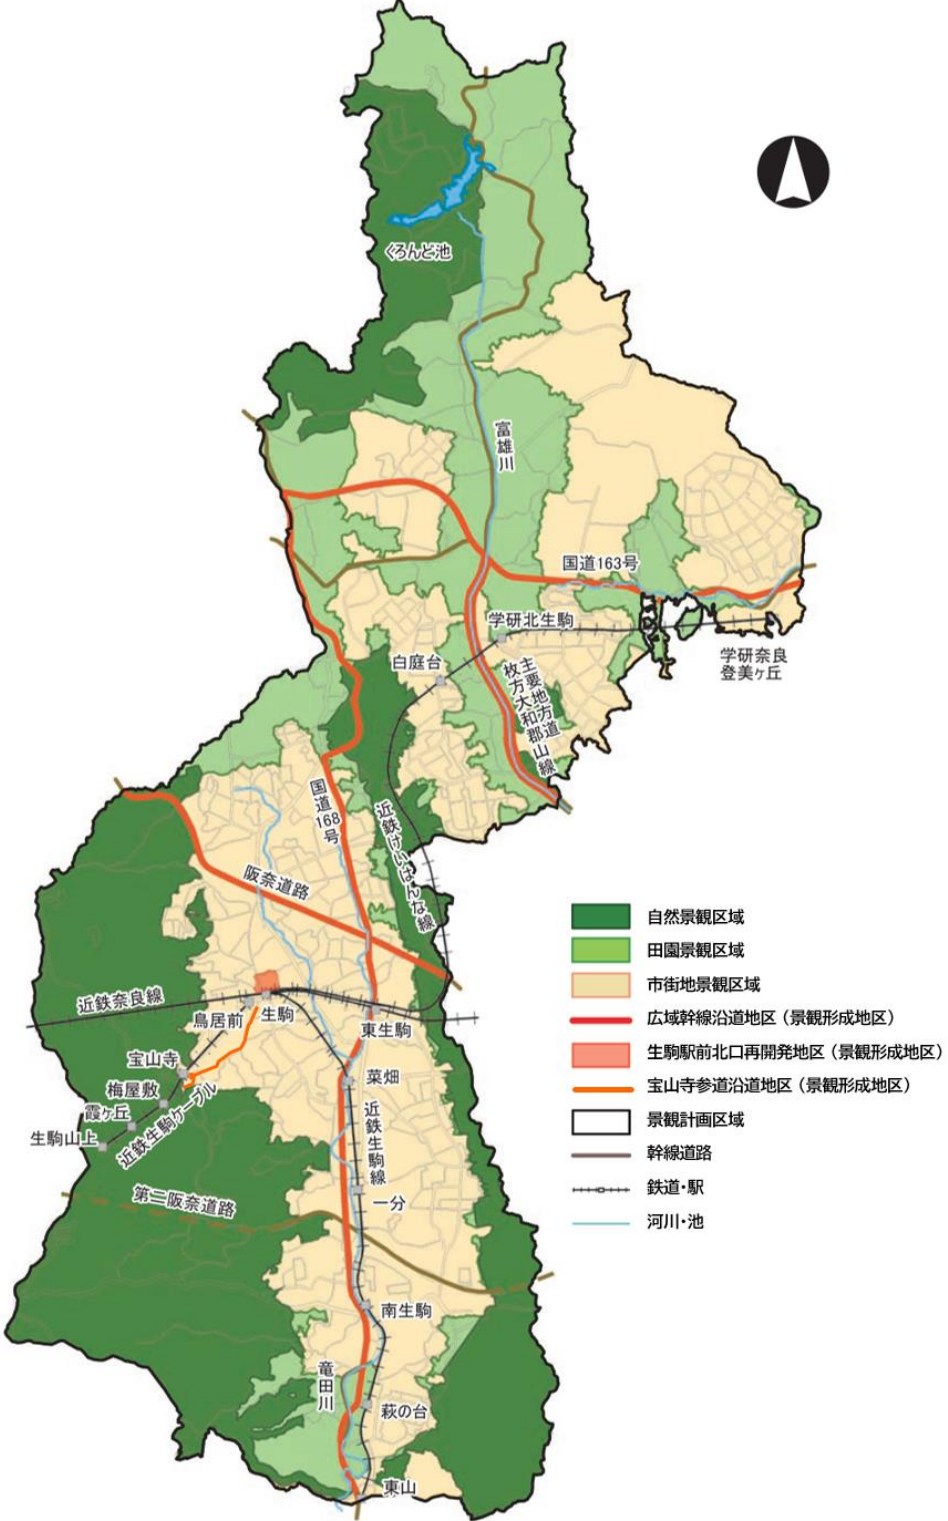 くろんど池
富雄川
国道163号
学研北生駒
白庭台
学研奈良
登美ヶ丘
主要地方道
枚方大和郡山線
国道168号
近鉄けいはんな線
阪奈道路
自然景観区域
田園景観区域
市街地景観区域
広域幹線沿道地区（景観形成地区）
生駒駅前北口再開発地区（景観形成地区）
宝山寺参道沿道地区（景観形成地区）
景観計画区域
幹線道路
鉄道・駅
河川・池
近鉄奈良線
鳥居前
生駒
東生駒
宝山寺
梅屋敷
霞ヶ丘
生駒山上
近鉄生駒ケーブル
菜畑
近鉄生駒線
一分
第二阪奈道路
南生駒
竜田川
萩の台
東山